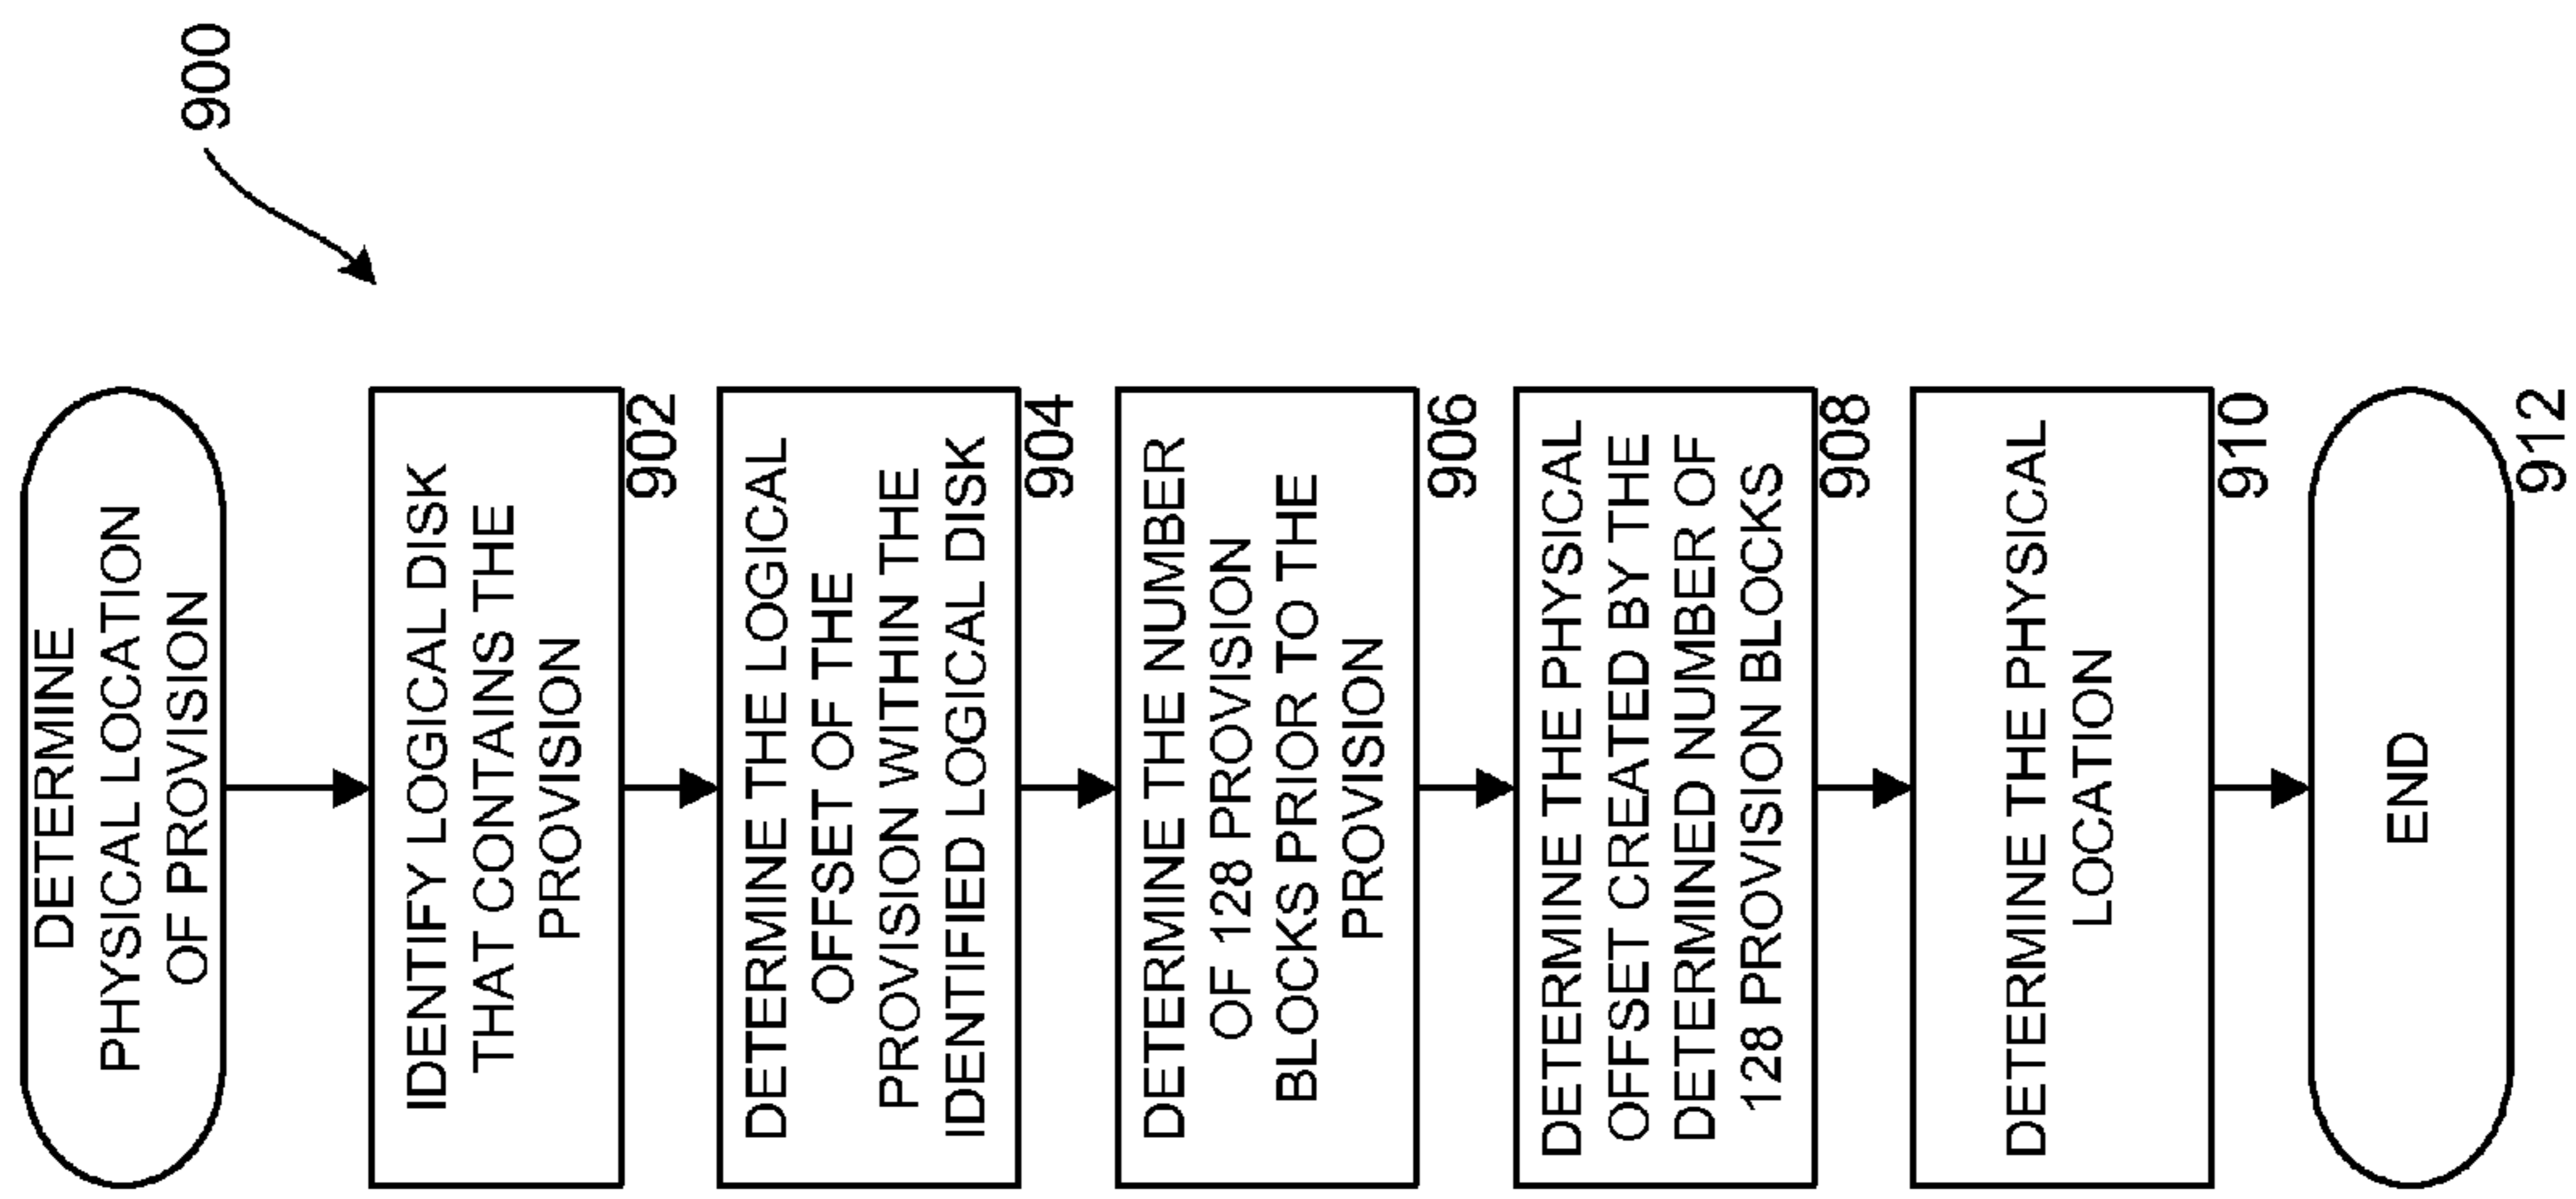 900
DETERMINE
PHYSICAL LOCATION
OF PROVISION
IDENTIFY LOGICAL DISK
THAT CONTAINS THE
PROVISION
902
DETERMINE THE LOGICAL
OFFSET OF THE
PROVISION WITHIN THE
IDENTIFIED LOGICAL DISK
904
DETERMINE THE NUMBER
OF 128 PROVISION
BLOCKS PRIOR TO THE
PROVISION
906
DETERMINE THE PHYSICAL
OFFSET CREATED BY THE
DETERMINED NUMBER OF
128 PROVISION BLOCKS
908
DETERMINE THE PHYSICAL
LOCATION
910
END
912